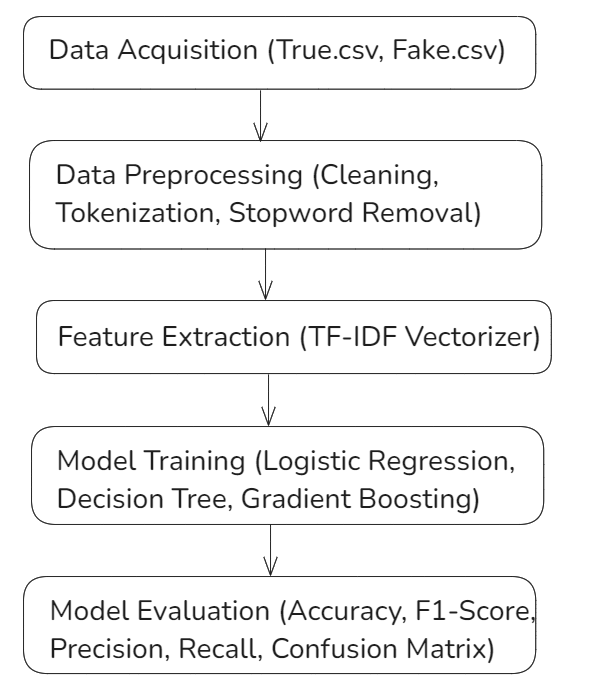 Data Acquisition (True.csv, Fake.csv)
Data Preprocessing (Cleaning,
Tokenization, Stopword Removal)
Feature Extraction (TF-IDF Vectorizer)
Model Training (Logistic Regression,
Decision Tree, Gradient Boosting)
Model Evaluation (Accuracy, F1-Score,
Precision, Recall, Confusion Matrix)